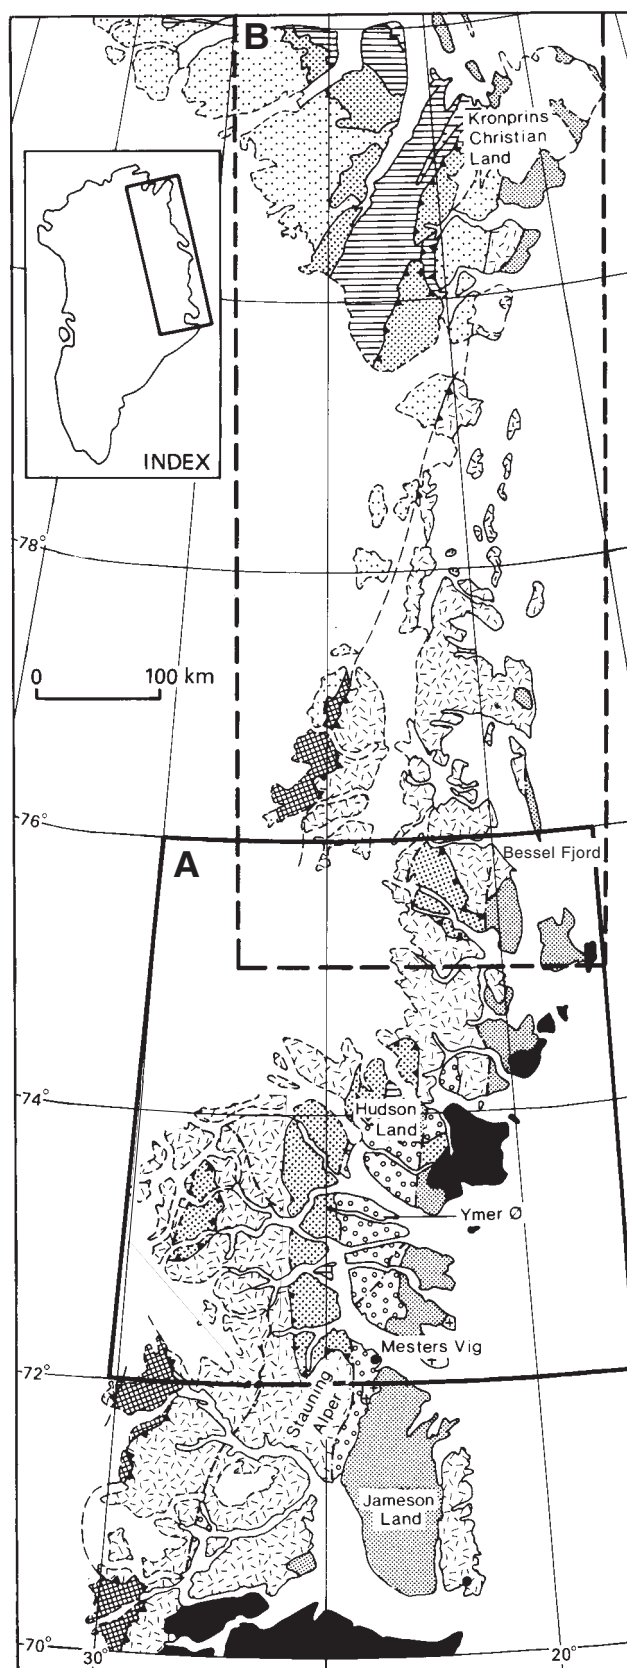 B
Kronprins
Christian
Land
INDEX
78°
0 100 km
76°
Bessel Fjord
A
74°
Hudson
Land
Ymer Ø
Mesters Vig
72°
Stauning
Alper
Jameson
Land
70°
30°
20°